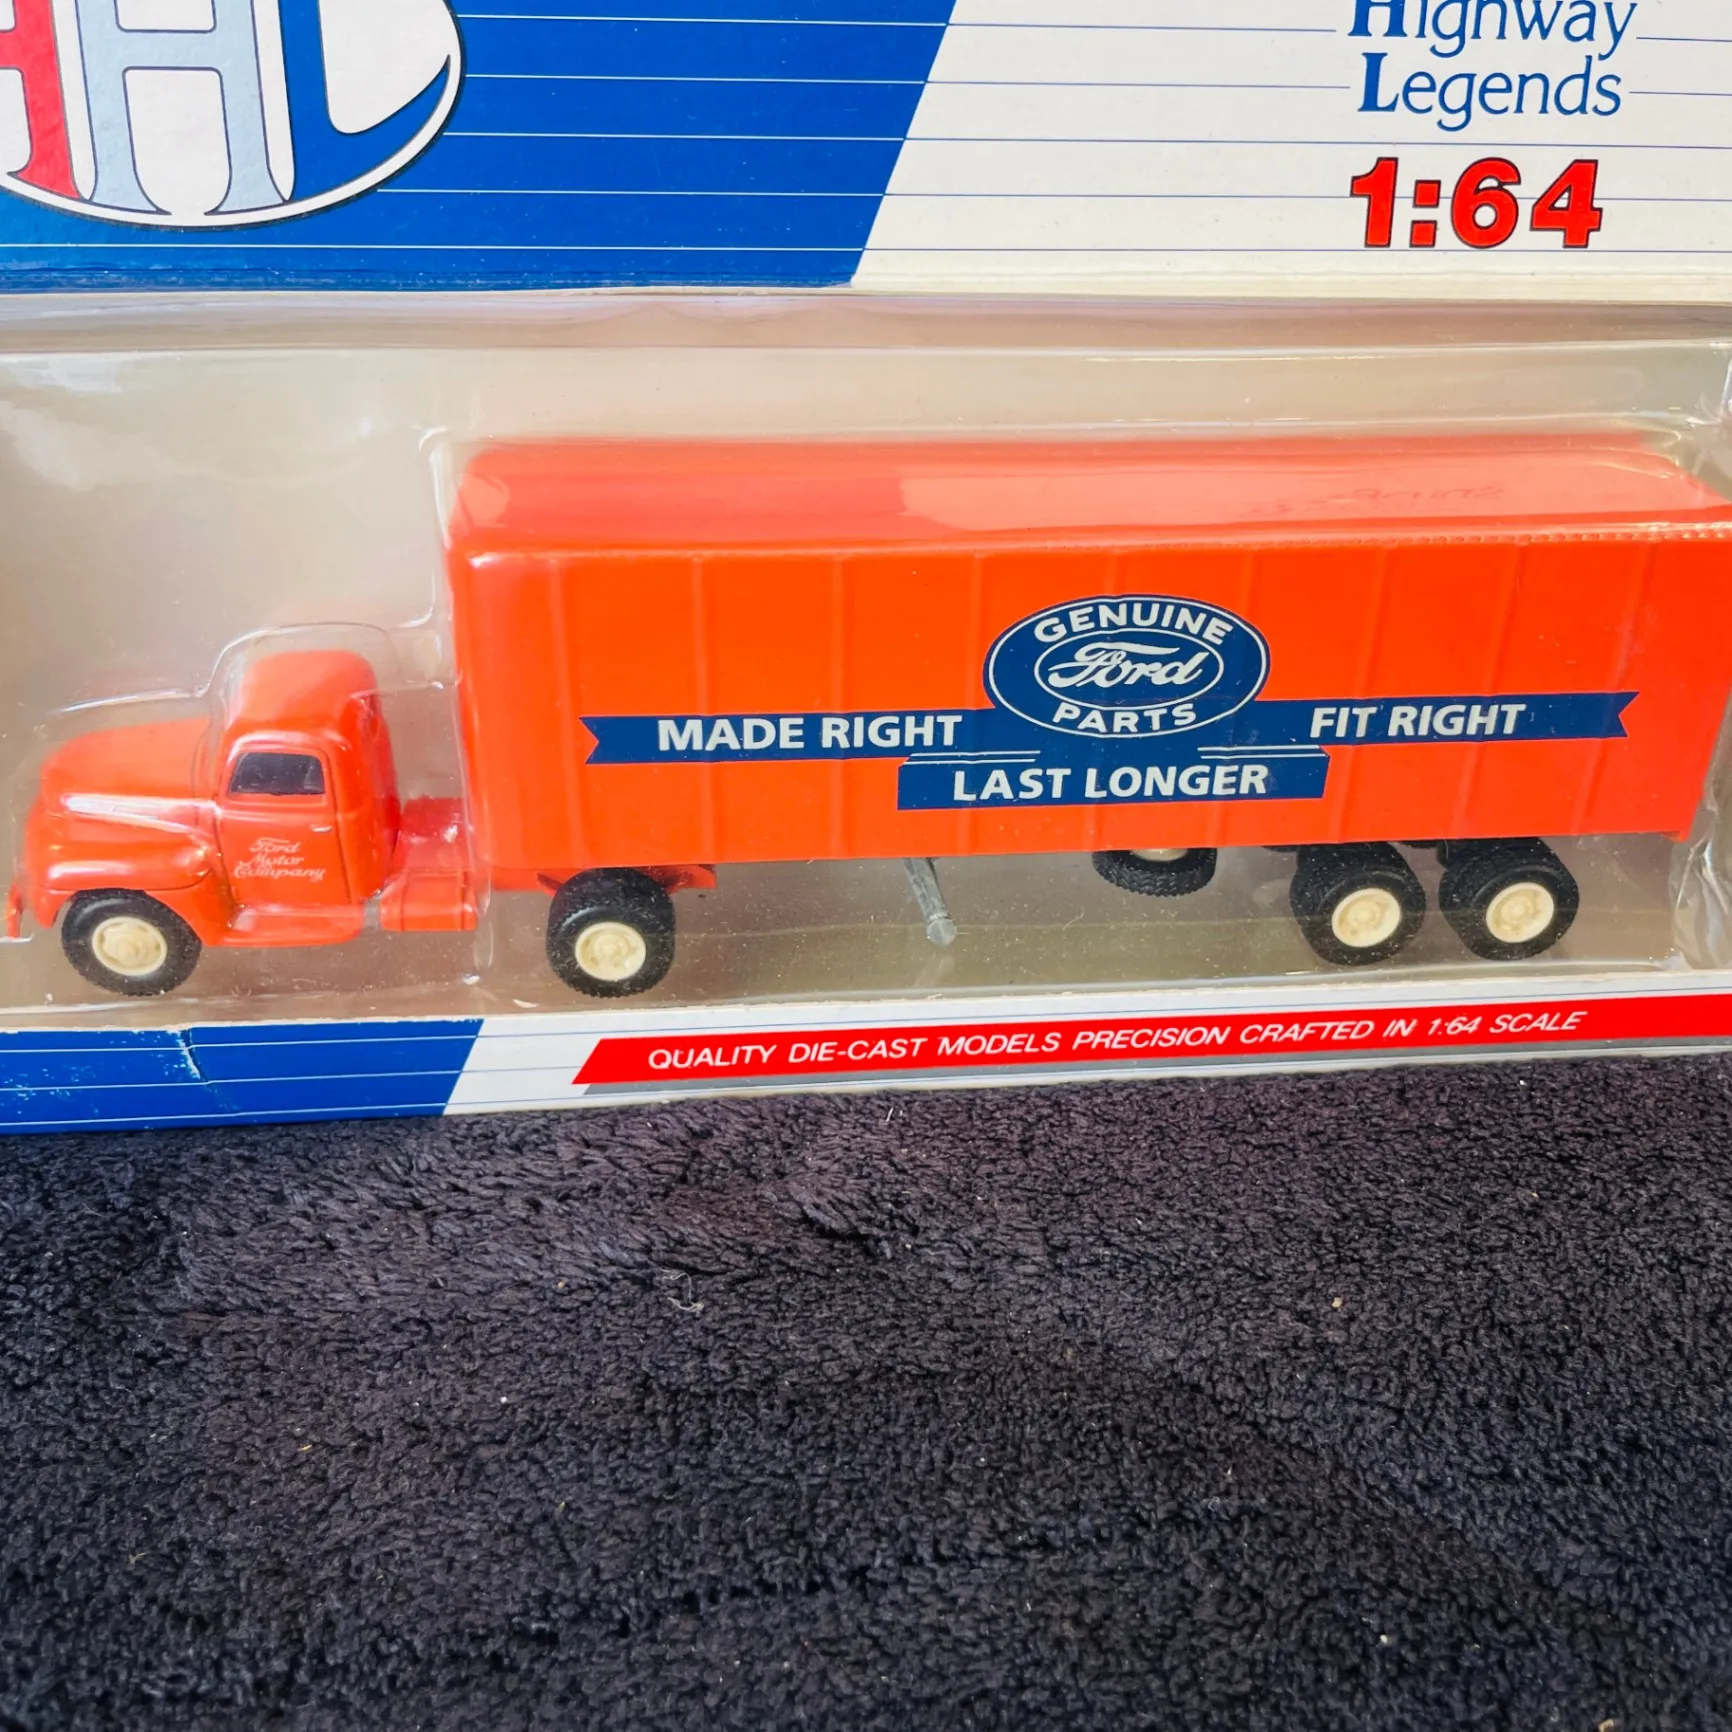 HHL
Highway
Legends
1:64
GENUINE
Ford
PARTS
MADE RIGHT
FIT RIGHT
LAST LONGER
Ford
Motor
Company
QUALITY DIE-CAST MODELS PRECISION CRAFTED IN 1:64 SCALE